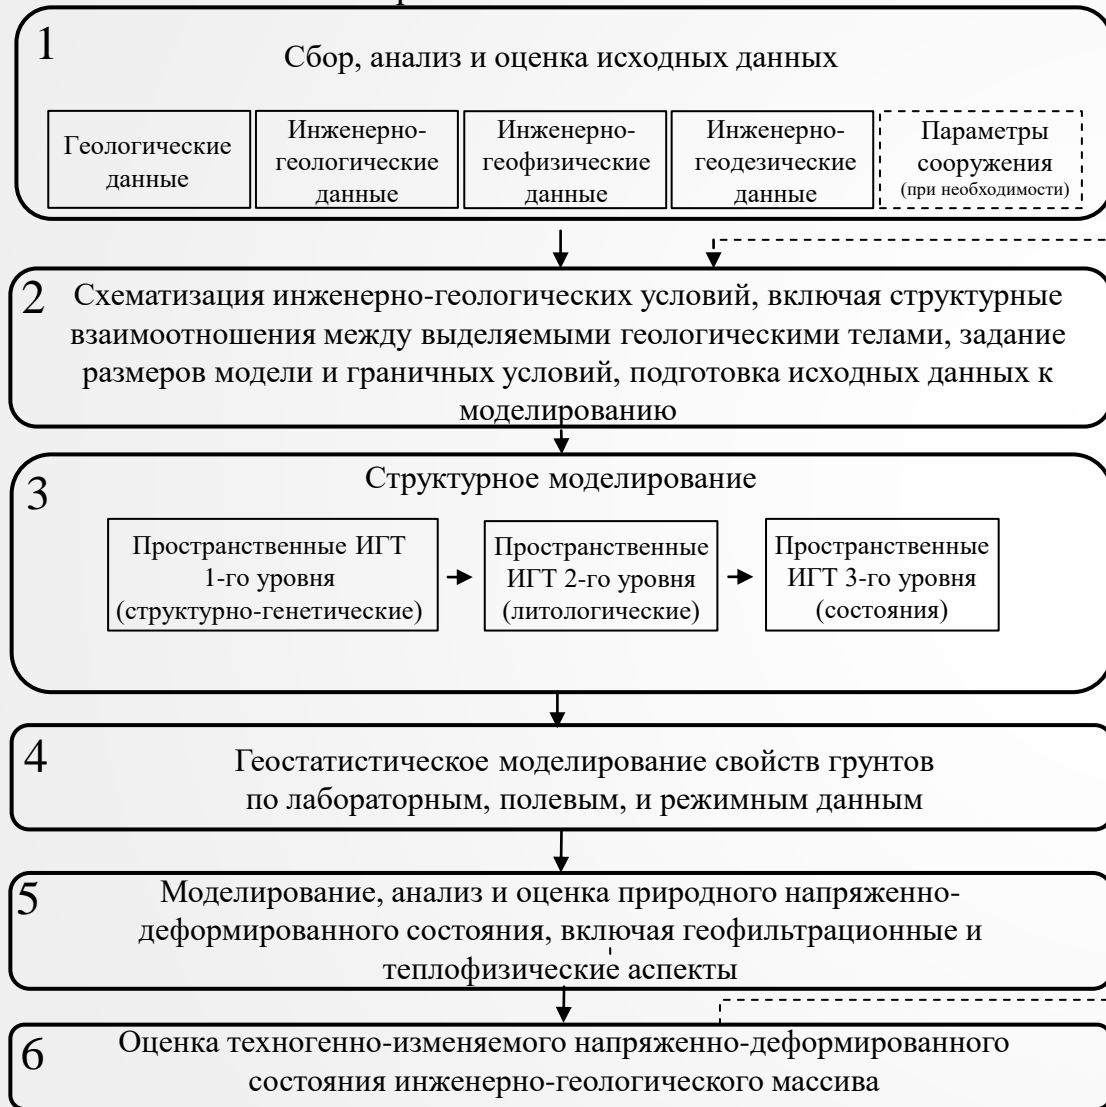 1
Сбор, анализ и оценка исходных данных
Геологические
данные
Инженерно-
геологические
данные
Инженерно-
геофизические
данные
Инженерно-
геодезические
данные
Параметры
сооружения
(при необходимости)
2
Схематизация инженерно-геологических условий, включая структурные
взаимоотношения между выделяемыми геологическими телами, задание
размеров модели и граничных условий, подготовка исходных данных к
моделированию
3
Структурное моделирование
Пространственные ИГТ
1-го уровня
(структурно-генетические)
Пространственные
ИГТ 2-го уровня
(литологические)
Пространственные
ИГТ 3-го уровня
(состояния)
4
Геостатистическое моделирование свойств грунтов
по лабораторным, полевым, и режимным данным
5
Моделирование, анализ и оценка природного напряженно-
деформированного состояния, включая геофильтрационные и
теплофизические аспекты
6
Оценка техногенно-изменяемого напряженно-деформированного
состояния инженерно-геологического массива